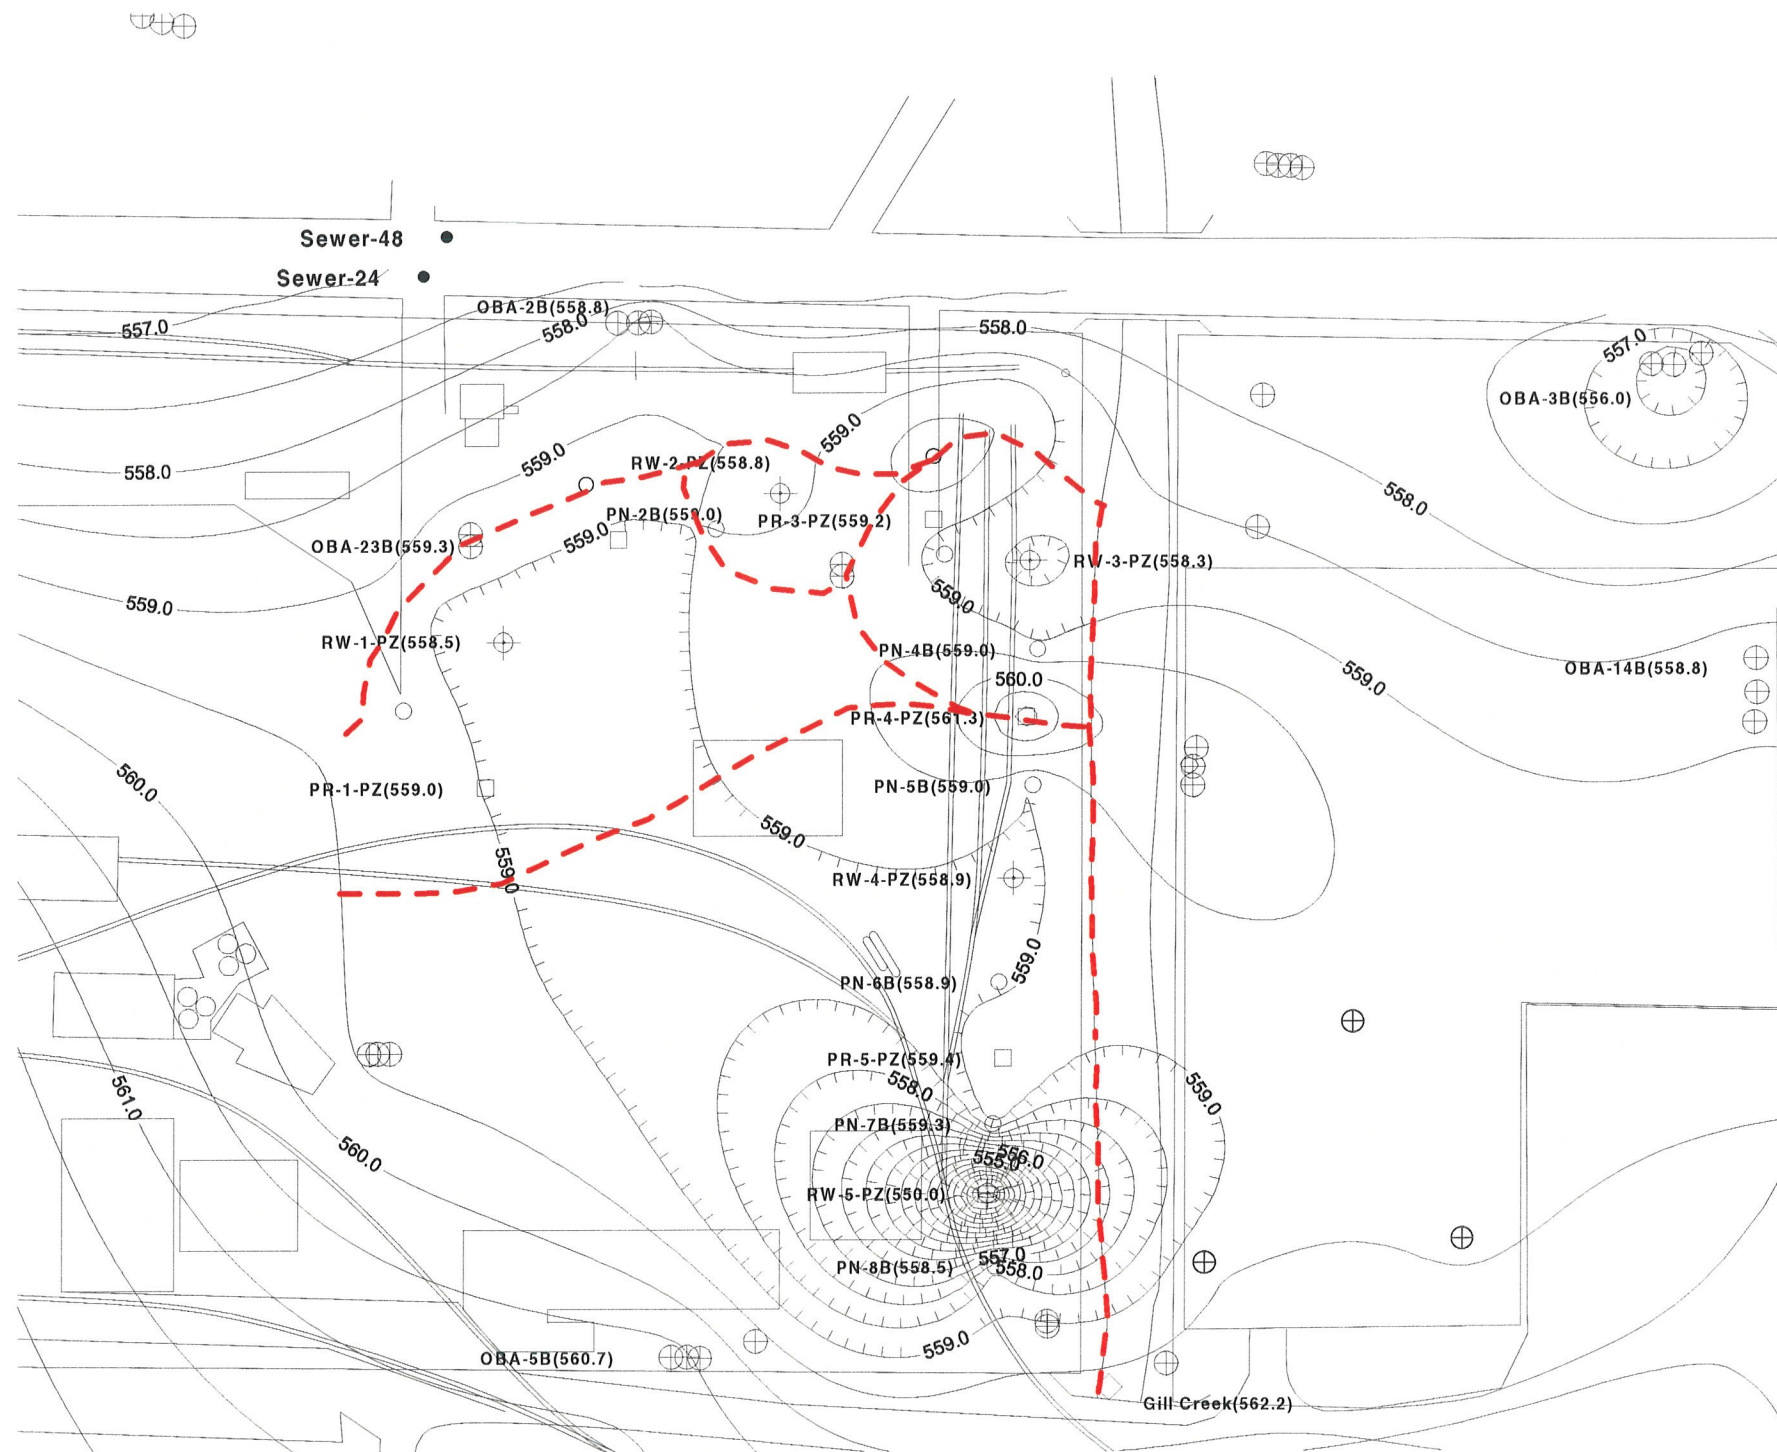 Sewer-48
Sewer-24
OBA-2B(558.8)
557.0
558.0
558.0
557.0
OBA-3B(556.0)
559.0
559.0
RW-2-PZ(558.8)
558.0
558.0
PN-2B(559.0)
PR-3-PZ(559.2)
559.0
OBA-23B(559.3)
RW-3-PZ(558.3)
559.0
559.0
RW-1-PZ(558.5)
PN-4B(559.0)
OBA-14B(558.8)
560.0
559.0
PR-4-PZ(561.3)
560.0
PR-1-PZ(559.0)
PN-5B(559.0)
559.0
559.0
RW-4-PZ(558.9)
559.0
PN-6B(558.9)
PR-5-PZ(559.4)
558.0
561.0
559.0
PN-7B(559.3)
560.0
556.0
555.0
RW-5-PZ(550.0)
557.0
PN-8B(558.5)
558.0
559.0
OBA-5B(560.7)
Gill Creek(562.2)